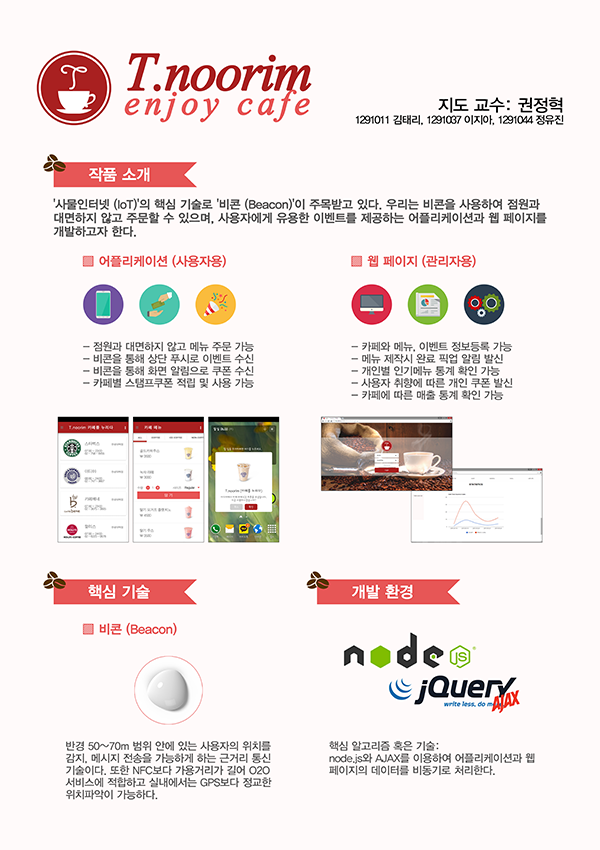 T.noorim
enjoy cafe
지도 교수: 권정혁
1291011 김태리, 1291037 이지아, 1291044 정유진
작품 소개
'사물인터넷 (IoT)'의 핵심 기술로 '비콘 (Beacon)'이 주목받고 있다. 우리는 비콘을 사용하여 점원과
대면하지 않고 주문할 수 있으며, 사용자에게 유용한 이벤트를 제공하는 어플리케이션과 웹 페이지를
개발하고자 한다.
어플리케이션 (사용자용)
- 점원과 대면하지 않고 메뉴 주문 가능
- 비콘을 통해 상단 푸시로 이벤트 수신
- 비콘을 통해 화면 알림으로 쿠폰 수신
- 카페별 스탬프쿠폰 적립 및 사용 가능
웹 페이지 (관리자용)
- 카페와 메뉴, 이벤트 정보등록 가능
- 메뉴 제작시 완료 픽업 알림 발신
- 개인별 인기메뉴 통계 확인 가능
- 사용자 취향에 따른 개인 쿠폰 발신
- 카페에 따른 매출 통계 확인 가능
T.noorim 카페를 누리다
스타벅스
카페 메뉴
핵심 기술
비콘 (Beacon)
반경 50~70m 범위 안에 있는 사용자의 위치를
감지, 메시지 전송을 가능하게 하는 근거리 통신
기술이다. 또한 NFC보다 가용거리가 길어 O2O
서비스에 적합하고 실내에서는 GPS보다 정교한
위치파악이 가능하다.
개발 환경
node
JS
jQuery
write less, do m
AJAX
핵심 알고리즘 혹은 기술:
node.js와 AJAX를 이용하여 어플리케이션과 웹
페이지의 데이터를 비동기로 처리한다.